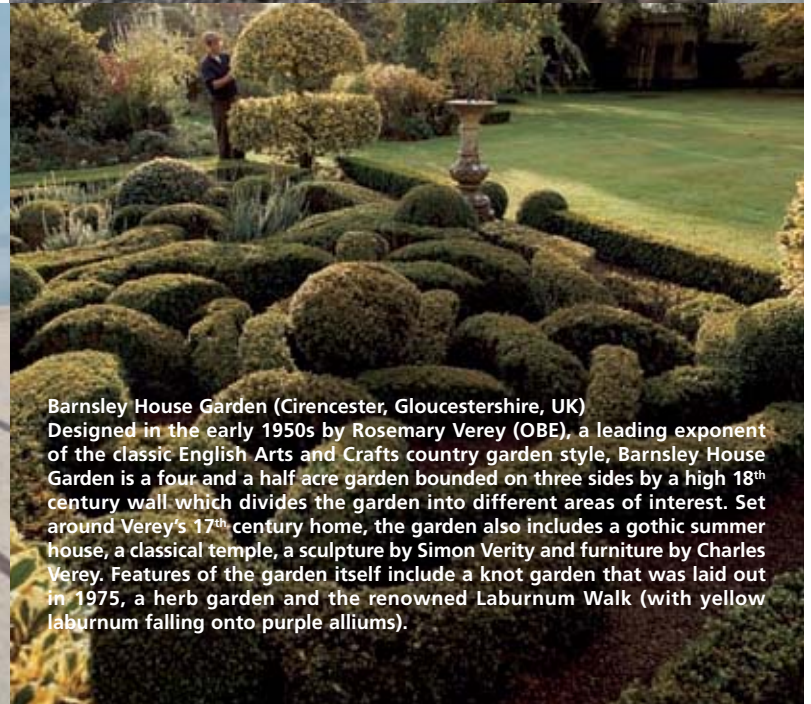 Barnsley House Garden (Cirencester, Gloucestershire, UK)
Designed in the early 1950s by Rosemary Verey (OBE), a leading exponent
of the classic English Arts and Crafts country garden style, Barnsley House
Garden is a four and a half acre garden bounded on three sides by a high 18th
century wall which divides the garden into different areas of interest. Set
around Verey’s 17th century home, the garden also includes a gothic summer
house, a classical temple, a sculpture by Simon Verity and furniture by Charles
Verey. Features of the garden itself include a knot garden that was laid out
in 1975, a herb garden and the renowned Laburnum Walk (with yellow
laburnum falling onto purple alliums).